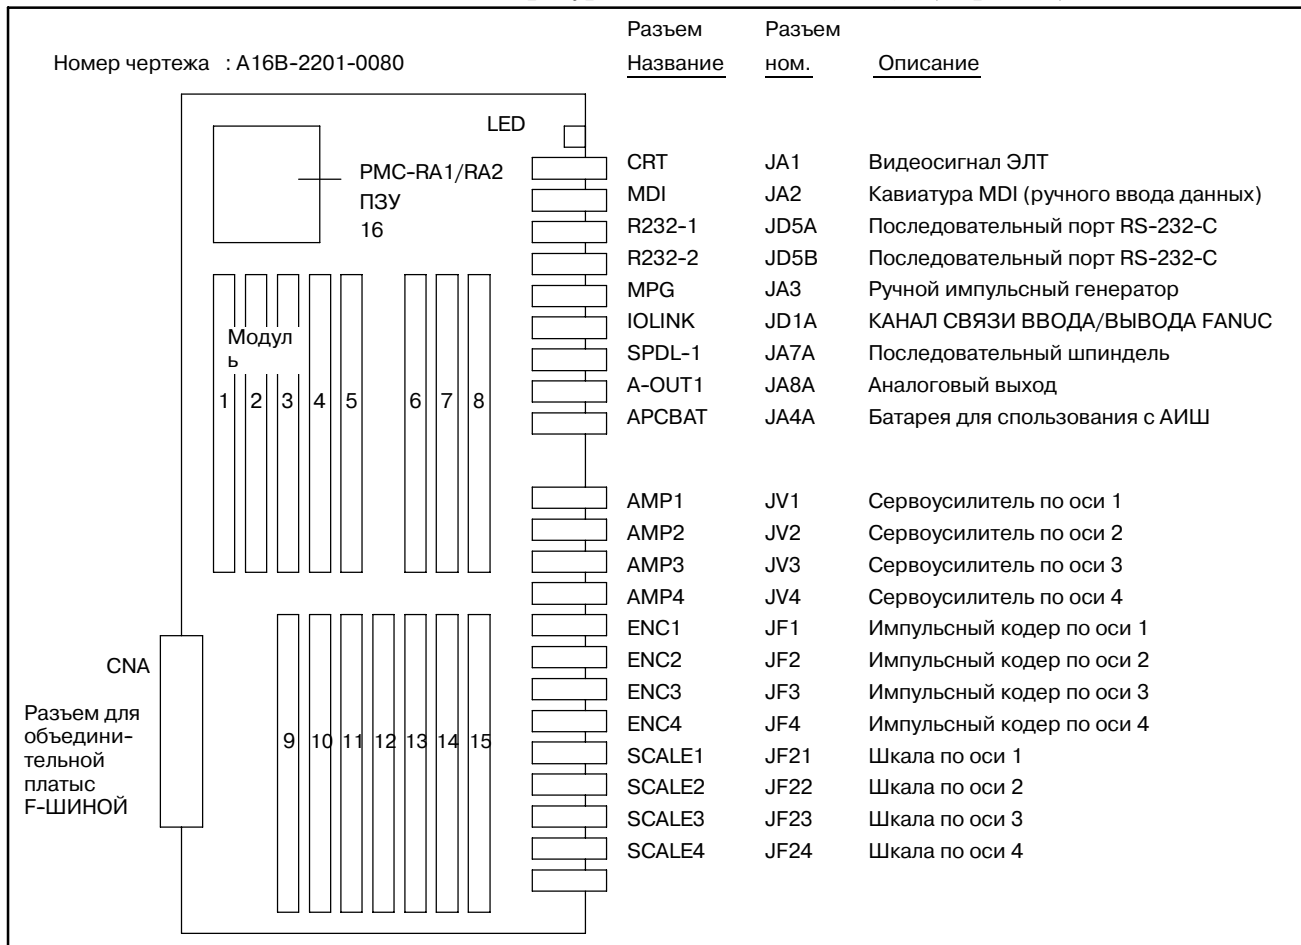 Разъем Разъем
Номер чертежа : A16B-2201-0080 Название ном. Описание
LED
PMC-RA1/RA2
ПЗУ
16
CRT JA1 Видеосигнал ЭЛТ
MDI JA2 Кавиатура MDI (ручного ввода данных)
R232-1 JD5A Последовательный порт RS-232-C
R232-2 JD5B Последовательный порт RS-232-C
MPG JA3 Ручной импульсный генератор
IOLINK JD1A КАНАЛ СВЯЗИ ВВОДА/ВЫВОДА FANUC
SPDL-1 JA7A Последовательный шпиндель
A-OUT1 JA8A Аналоговый выход
APCBAT JA4A Батарея для спользования с АИШ
Модул
ь
1 2 3 4 5 6 7 8
AMP1 JV1 Сервоусилитель по оси 1
AMP2 JV2 Сервоусилитель по оси 2
AMP3 JV3 Сервоусилитель по оси 3
AMP4 JV4 Сервоусилитель по оси 4
ENC1 JF1 Импульсный кодер по оси 1
ENC2 JF2 Импульсный кодер по оси 2
ENC3 JF3 Импульсный кодер по оси 3
ENC4 JF4 Импульсный кодер по оси 4
SCALE1 JF21 Шкала по оси 1
SCALE2 JF22 Шкала по оси 2
SCALE3 JF23 Шкала по оси 3
SCALE4 JF24 Шкала по оси 4
CNA
Разъем для
объедини-
тельной
платыс
F-ШИНОЙ
9 10 11 12 13 14 15